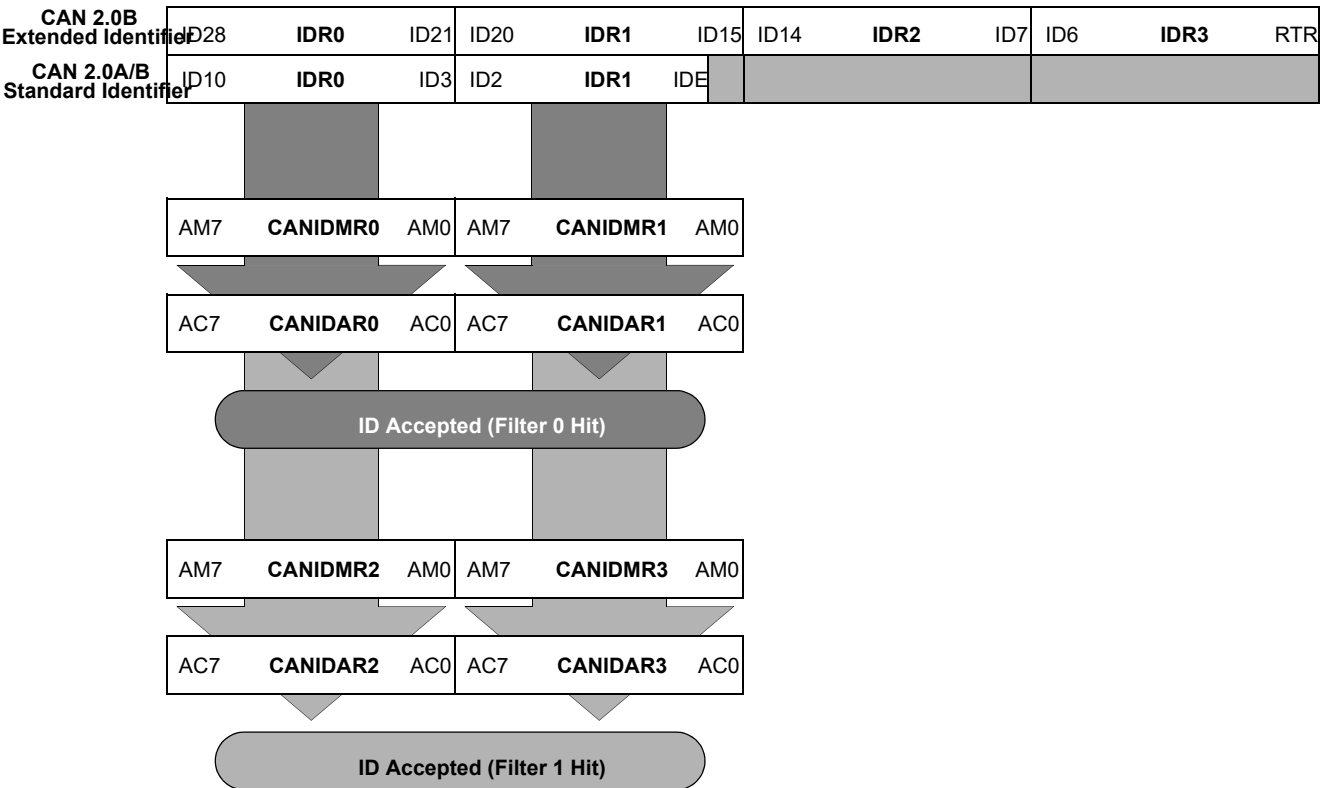 CAN 2.0B
Extended Identifier ID28 IDR0 ID21 ID20 IDR1 ID15 ID14 IDR2 ID7 ID6 IDR3 RTR
CAN 2.0A/B
Standard Identifier ID10 IDR0 ID3 ID2 IDR1 IDE
AM7 CANIDMR0 AM0 AM7 CANIDMR1 AM0
AC7 CANIDAR0 AC0 AC7 CANIDAR1 AC0
ID Accepted (Filter 0 Hit)
AM7 CANIDMR2 AM0 AM7 CANIDMR3 AM0
AC7 CANIDAR2 AC0 AC7 CANIDAR3 AC0
ID Accepted (Filter 1 Hit)